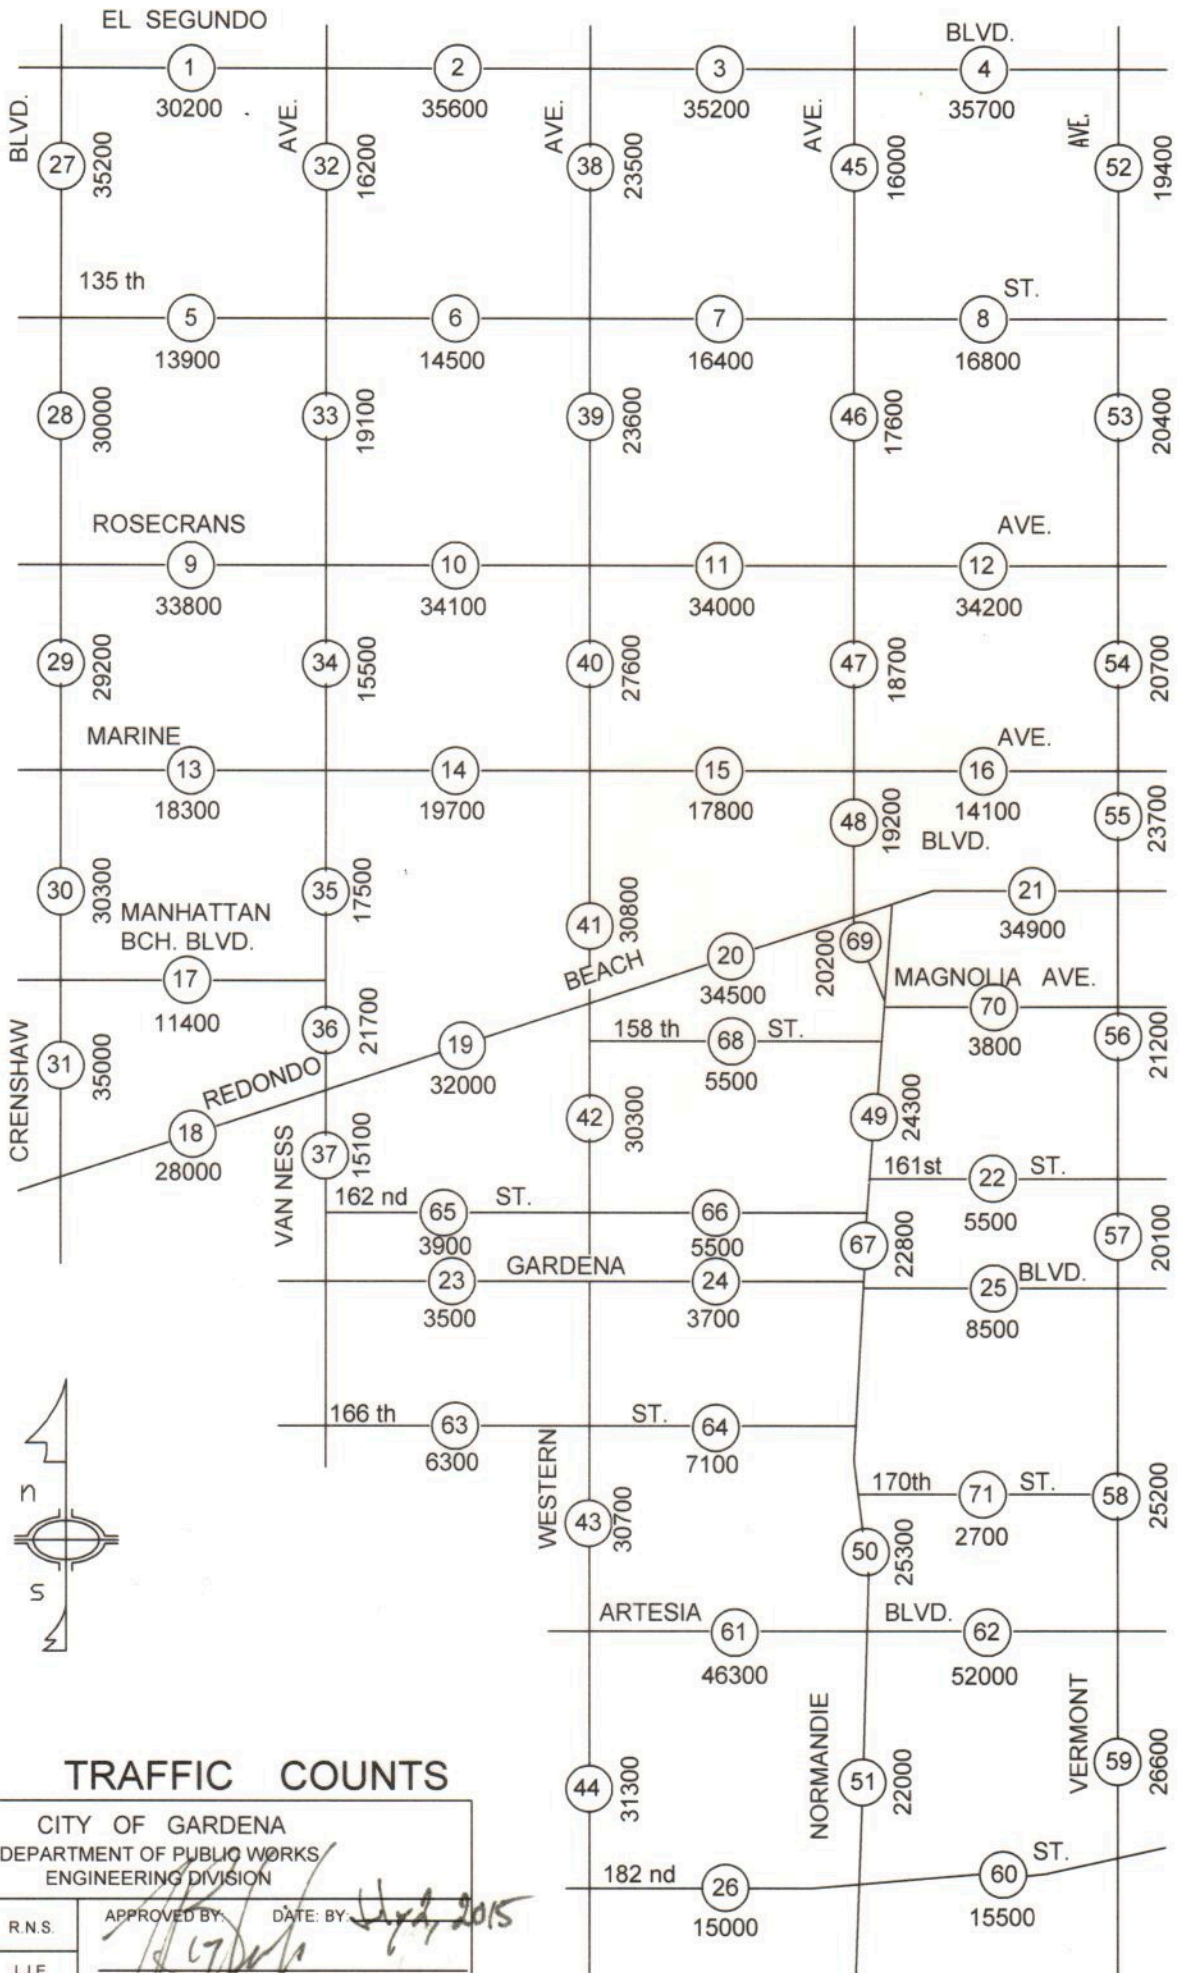 EL SEGUNDO BLVD.
1 2 3 4
30200 35600 35200 35700
BLVD. AVE. AVE. AVE. AVE.
27 35200 32 16200 38 23500 45 16000 52 19400
135 th ST.
5 6 7 8
13900 14500 16400 16800
28 30000 33 19100 39 23600 46 17600 53 20400
ROSECRANS AVE.
9 10 11 12
33800 34100 34000 34200
29 29200 34 15500 40 27600 47 18700 54 20700
MARINE AVE.
13 14 15 16
18300 19700 17800 14100
48 19200 55 23700
BLVD.
30 30300 35 17500 21
MANHATTAN 41 30800 34900
BCH. BLVD. 20200 69
17 BEACH 20 MAGNOLIA AVE.
11400 34500 70
36 21700 158 th 68 ST. 3800 56 21200
CRENSHAW 31 35000 19 5500
REDONDO 32000
18 42 30300 49 24300
28000
VAN NESS 37 15100 161st 22 ST.
162 nd 65 ST. 66 5500
3900 5500 67 22800 57 20100
23 GARDENA 24 25 BLVD.
3500 3700 8500
166 th 63 ST. 64
6300 7100
n WESTERN 43 30700 170th 71 ST. 58 25200
2700
50 25300
s
ARTESIA 61 BLVD. 62
46300 52000
NORMANDIE 51 22000 VERMONT 59 26600
44 31300
182 nd 26 60 ST.
15000 15500
TRAFFIC COUNTS
CITY OF GARDENA
DEPARTMENT OF PUBLIC WORKS
ENGINEERING DIVISION
R.N.S. APPROVED BY: DATE: BY: 2, 2015